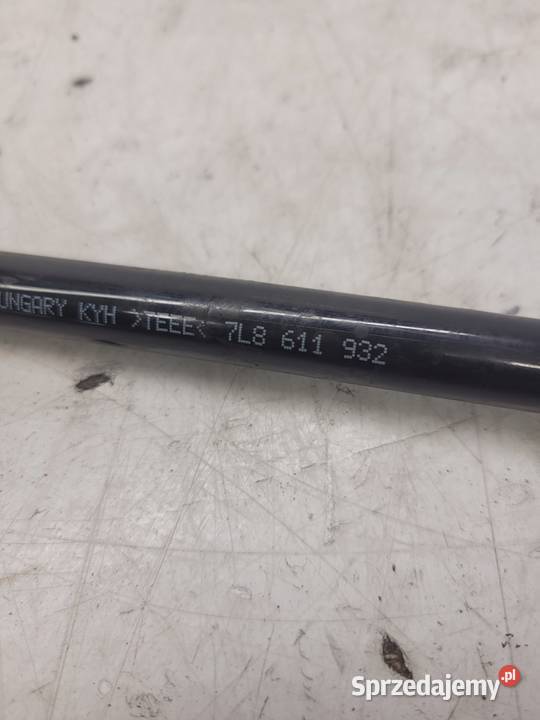 UNGARY KYH >TEEE< 7L8 611 932
Sprzedajemy.pl